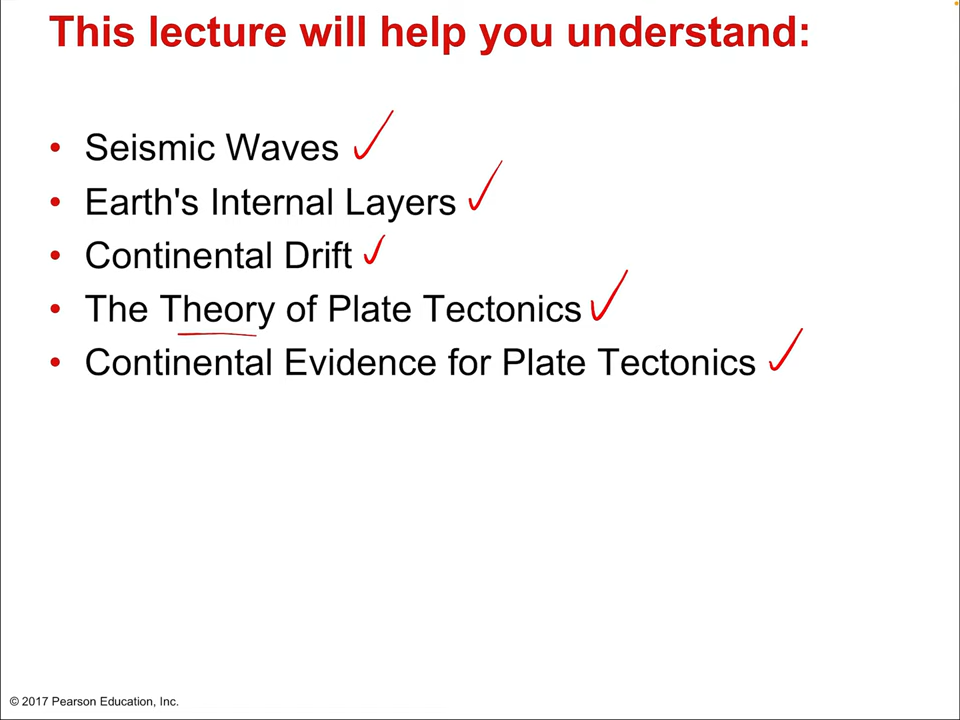 This lecture will help you understand:
• Seismic Waves
• Earth's Internal Layers
• Continental Drift
• The Theory of Plate Tectonics
• Continental Evidence for Plate Tectonics
© 2017 Pearson Education, Inc.